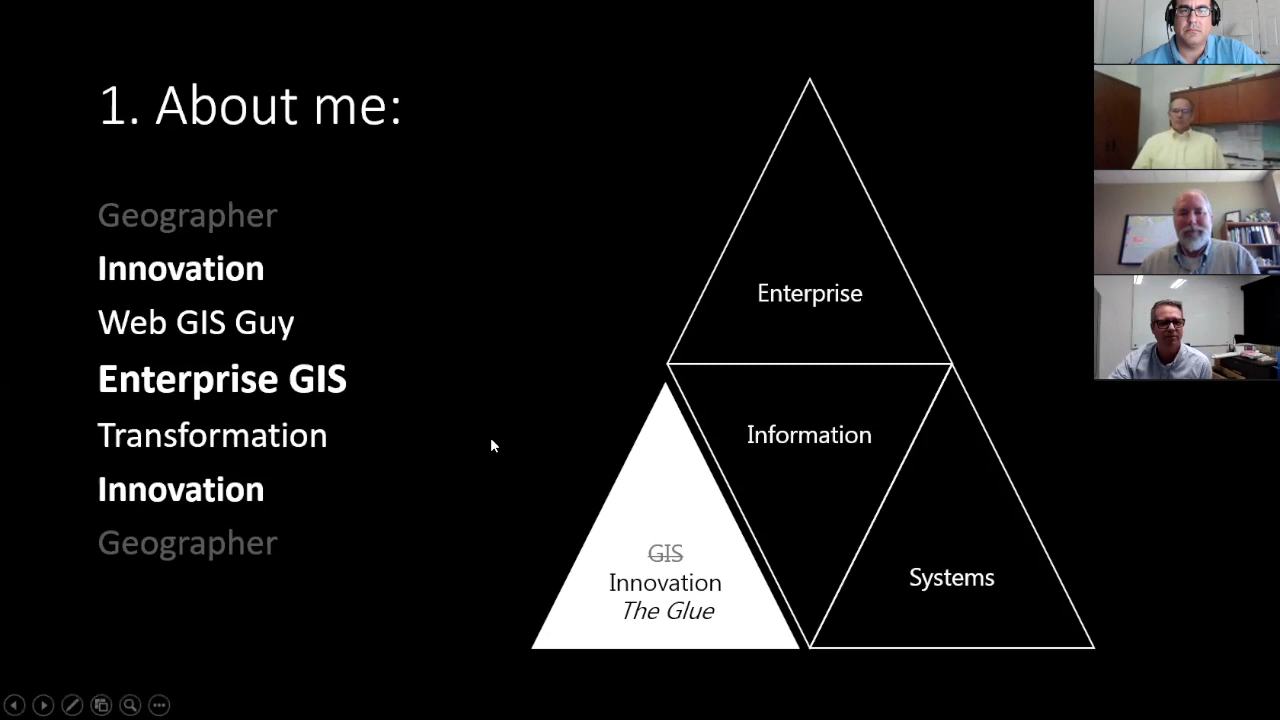 1. About me:
Geographer
Innovation
Web GIS Guy
Enterprise GIS
Transformation
Innovation
Geographer
Enterprise
Information
GIS
Innovation
The Glue
Systems